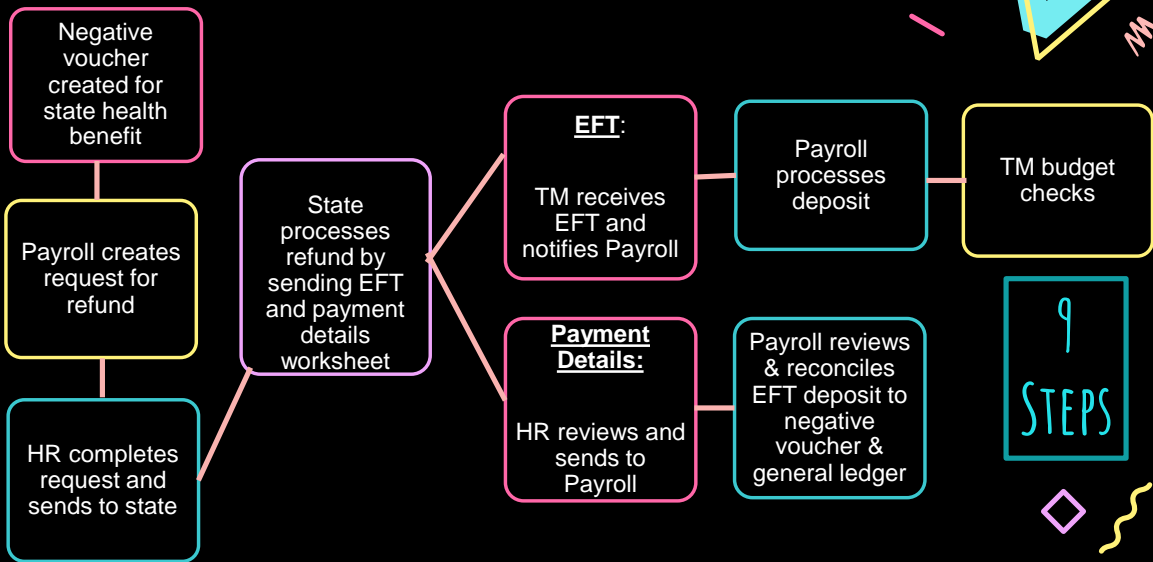 Negative
voucher
created for
state health
benefit
Payroll creates
request for
refund
HR completes
request and
sends to state
State
processes
refund by
sending EFT
and payment
details
worksheet
EFT:
TM receives
EFT and
notifies Payroll
Payroll
processes
deposit
TM budget
checks
Payment
Details:
HR reviews and
sends to
Payroll
Payroll reviews
& reconciles
EFT deposit to
negative
voucher &
general ledger
9
Steps